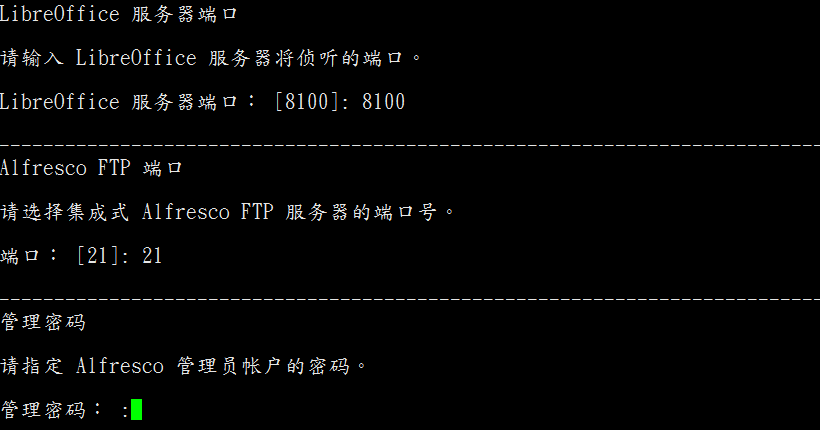 LibreOffice 服务器端口
请输入 LibreOffice 服务器将侦听的端口。
LibreOffice 服务器端口： [8100]: 8100
Alfresco FTP 端口
请选择集成式 Alfresco FTP 服务器的端口号。
端口： [21]: 21
管理密码
请指定 Alfresco 管理员帐户的密码。
管理密码： :